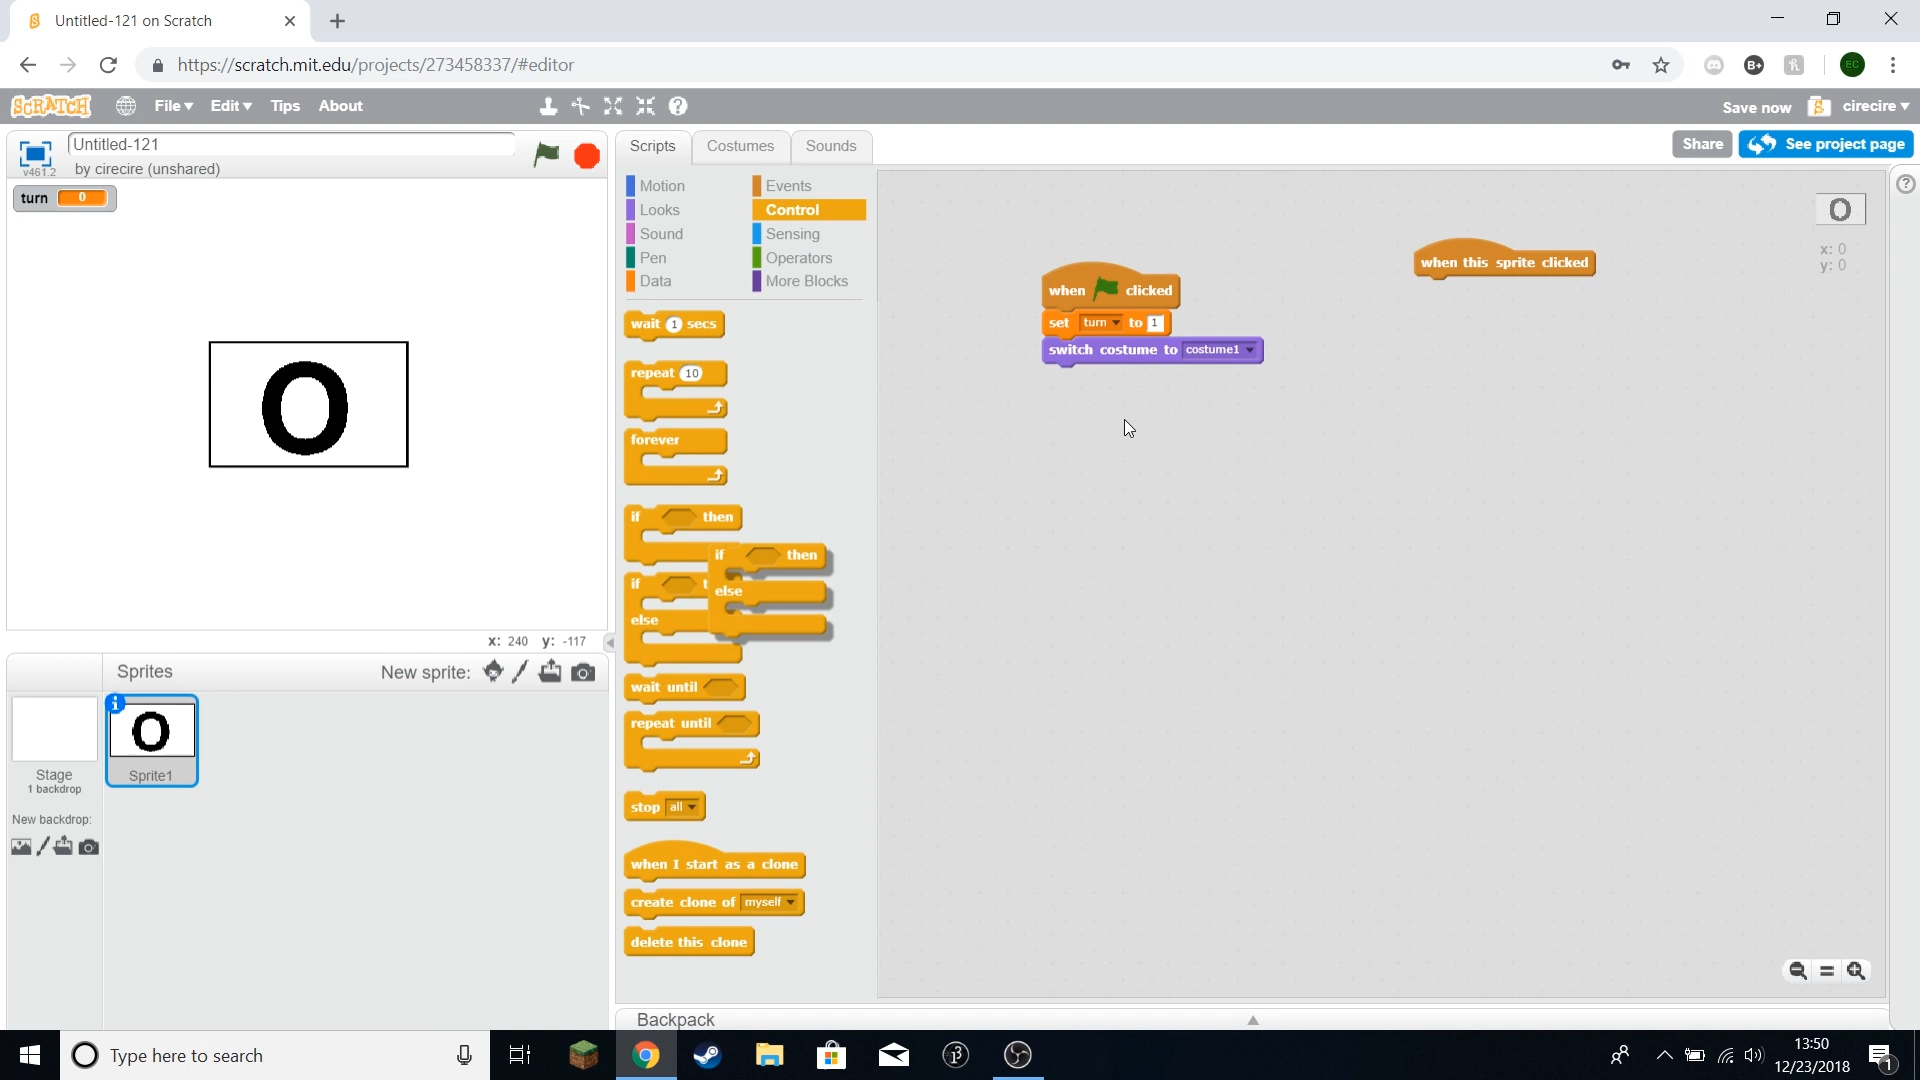 Untitled-121 on Scratch
https://scratch.mit.edu/projects/273458337/#editor
B+
EC
SCRATCH File Edit Tips About
Save now cirecire
Untitled-121
by cirecire (unshared)
v461.2
Scripts Costumes Sounds
Share See project page
turn 0
Motion Events
Looks Control
Sound Sensing
Pen Operators
Data More Blocks
O
x: 0
y: 0
when this sprite clicked
when clicked
set turn to 1
switch costume to costume1
wait 1 secs
repeat 10
forever
if then
if then
else
if t
else
wait until
repeat until
stop all
when I start as a clone
create clone of myself
delete this clone
O
x: 240 y: -117
Sprites New sprite:
O
Sprite1
Stage
1 backdrop
New backdrop:
Backpack
Type here to search
13:50
12/23/2018
1